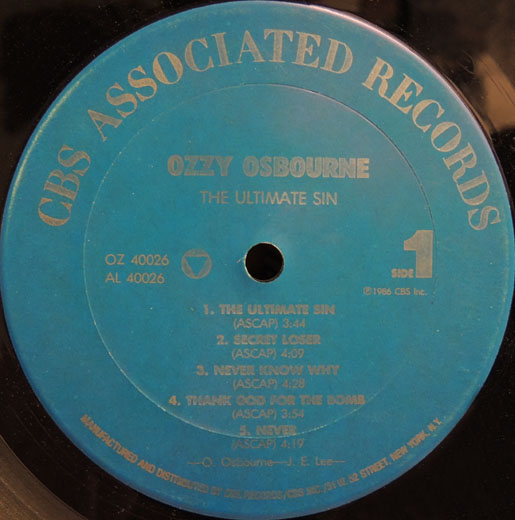 CBS ASSOCIATED RECORDS
OZZY OSBOURNE
THE ULTIMATE SIN
OZ 40026
AL 40026
SIDE 1
℗1986 CBS Inc.
1. THE ULTIMATE SIN
(ASCAP) 3:44
2. SECRET LOSER
(ASCAP) 4:09
3. NEVER KNOW WHY
(ASCAP) 4:28
4. THANK GOD FOR THE BOMB
(ASCAP) 3:54
5. NEVER
(ASCAP) 4:19
—O. Osbourne—J. E. Lee—
MANUFACTURED AND DISTRIBUTED BY CBS RECORDS/CBS INC./51 W. 52 STREET, NEW YORK, N.Y.